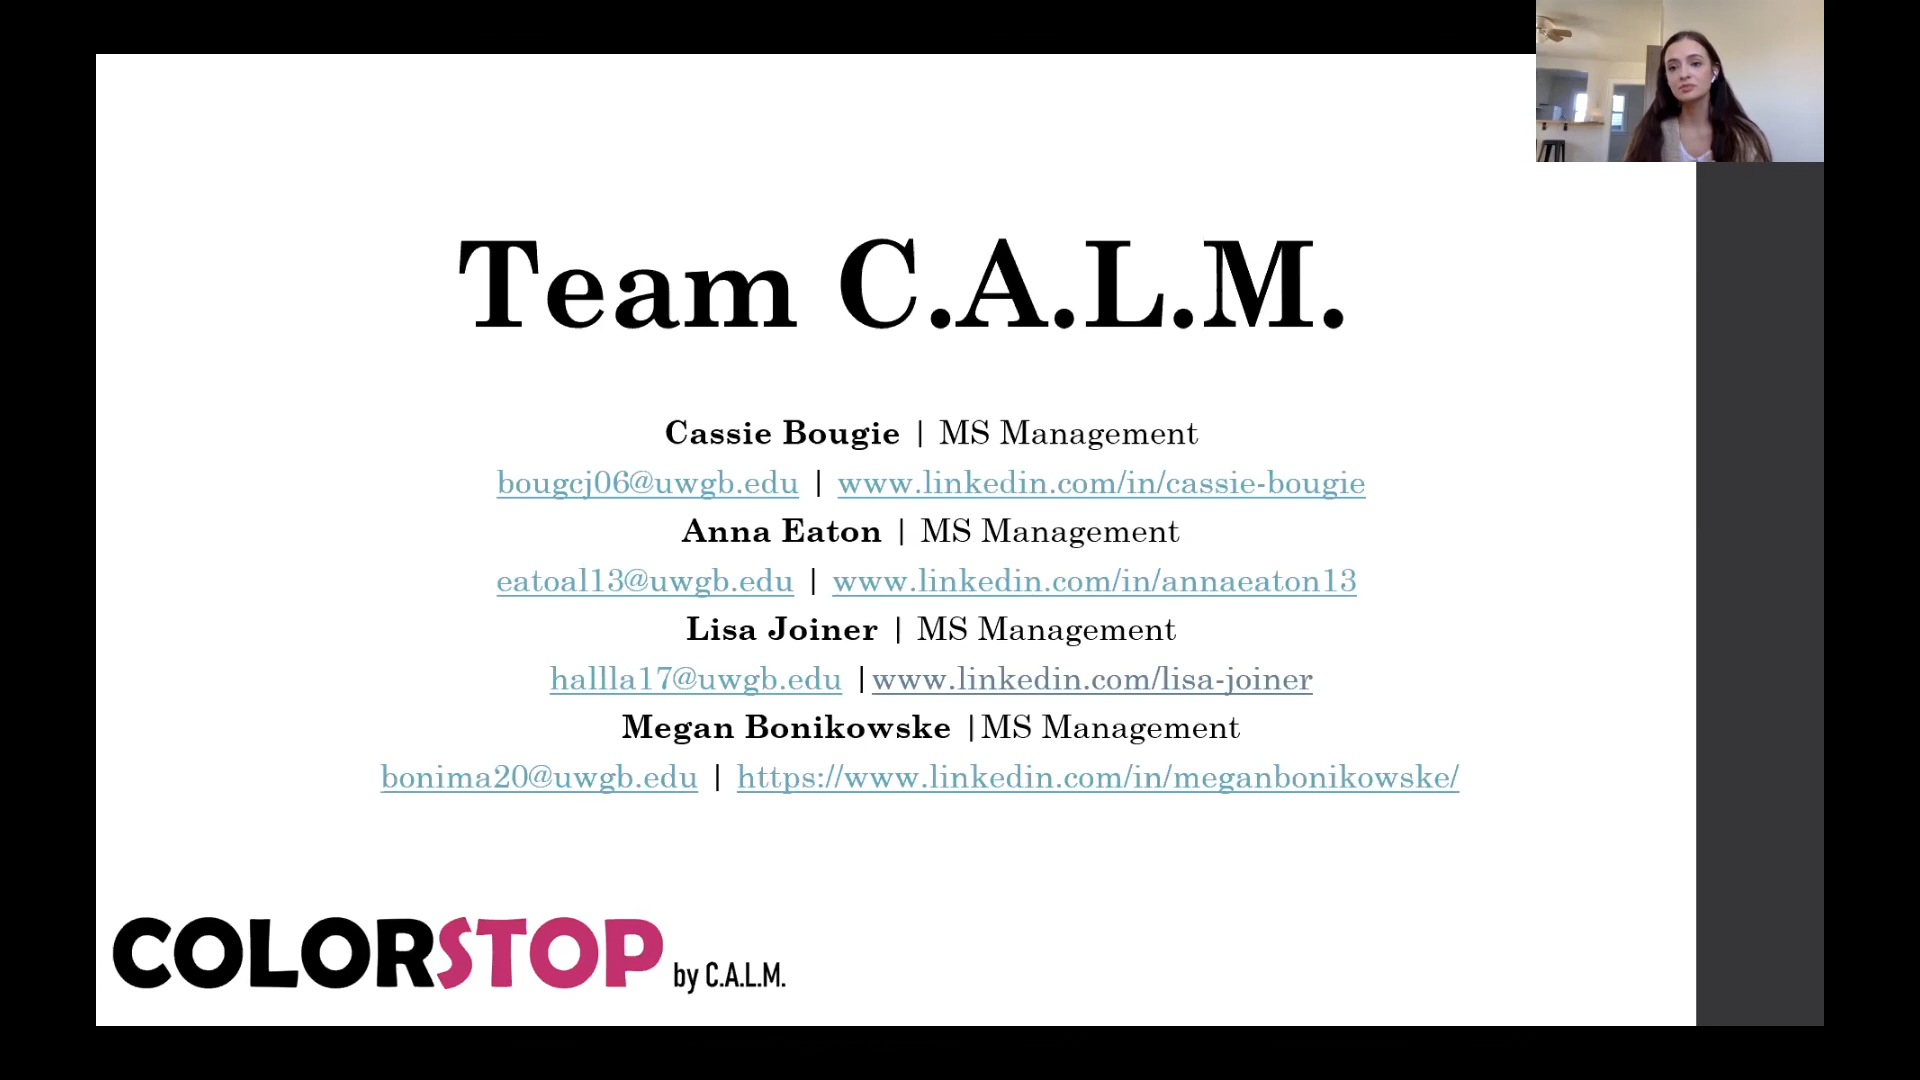 Team C.A.L.M.
Cassie Bougie | MS Management
bougcj06@uwgb.edu | www.linkedin.com/in/cassie-bougie
Anna Eaton | MS Management
eatoal13@uwgb.edu | www.linkedin.com/in/annaeaton13
Lisa Joiner | MS Management
hallla17@uwgb.edu |www.linkedin.com/lisa-joiner
Megan Bonikowske |MS Management
bonima20@uwgb.edu | https://www.linkedin.com/in/meganbonikowske/
COLORSTOP by C.A.L.M.